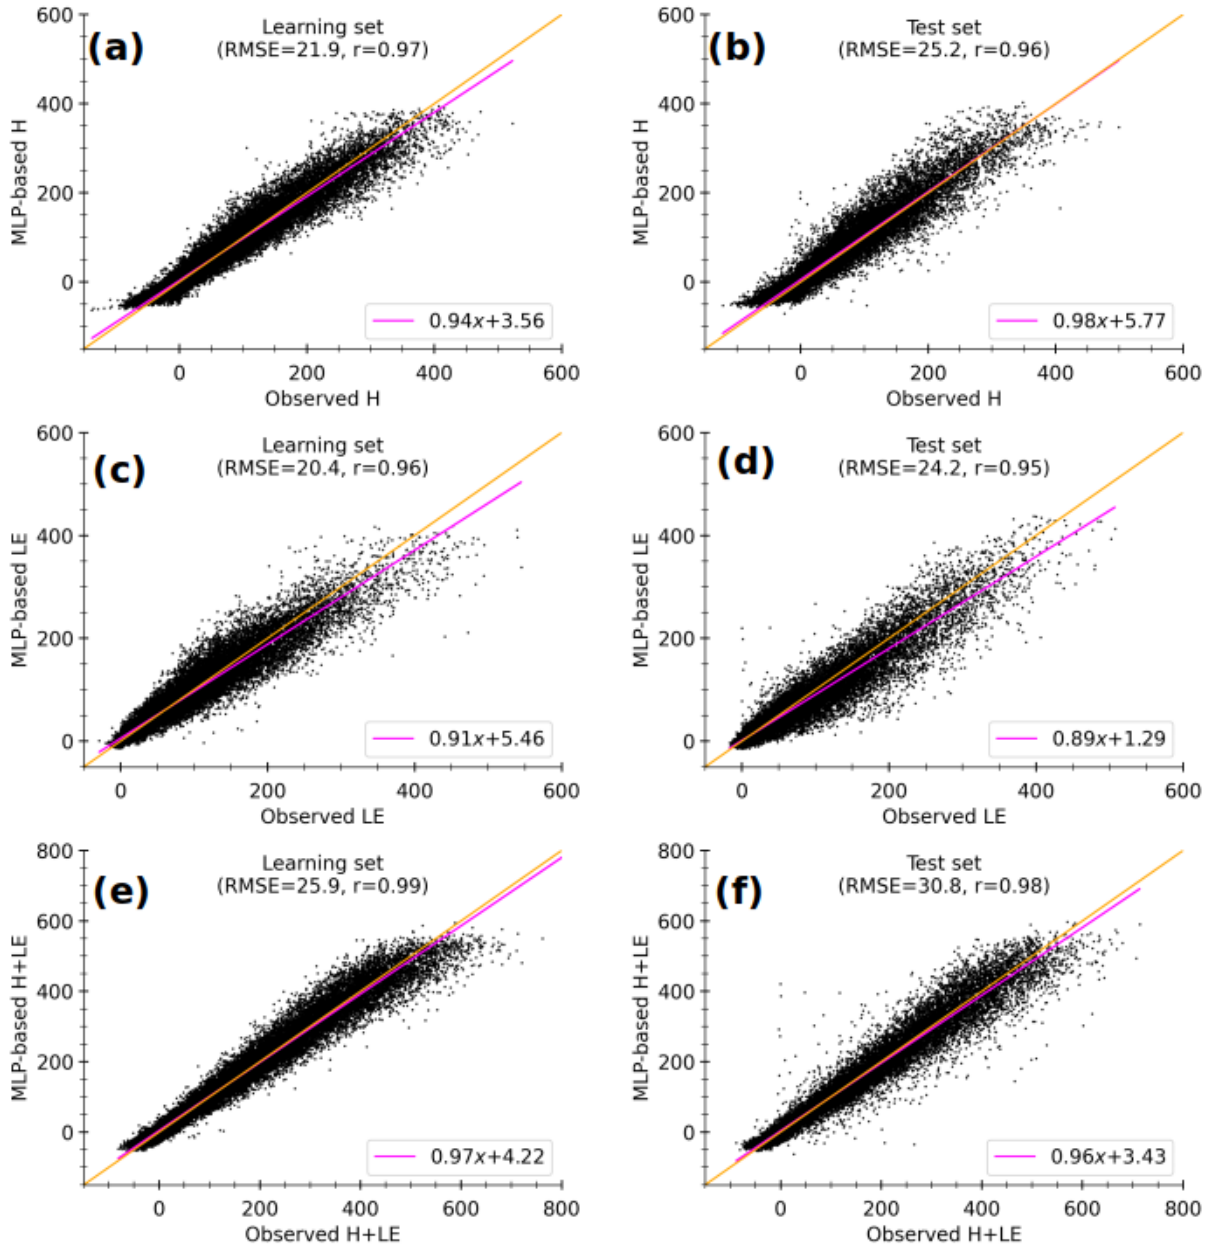 (a)
Learning set
(RMSE=21.9, r=0.97)
600
400
200
0
MLP-based H
0.94x+3.56
0 200 400 600
Observed H
(b)
Test set
(RMSE=25.2, r=0.96)
600
400
200
0
MLP-based H
0.98x+5.77
0 200 400 600
Observed H
(c)
Learning set
(RMSE=20.4, r=0.96)
600
400
200
0
MLP-based LE
0.91x+5.46
0 200 400 600
Observed LE
(d)
Test set
(RMSE=24.2, r=0.95)
600
400
200
0
MLP-based LE
0.89x+1.29
0 200 400 600
Observed LE
(e)
Learning set
(RMSE=25.9, r=0.99)
800
600
400
200
0
MLP-based H+LE
0.97x+4.22
0 200 400 600 800
Observed H+LE
(f)
Test set
(RMSE=30.8, r=0.98)
800
600
400
200
0
MLP-based H+LE
0.96x+3.43
0 200 400 600 800
Observed H+LE